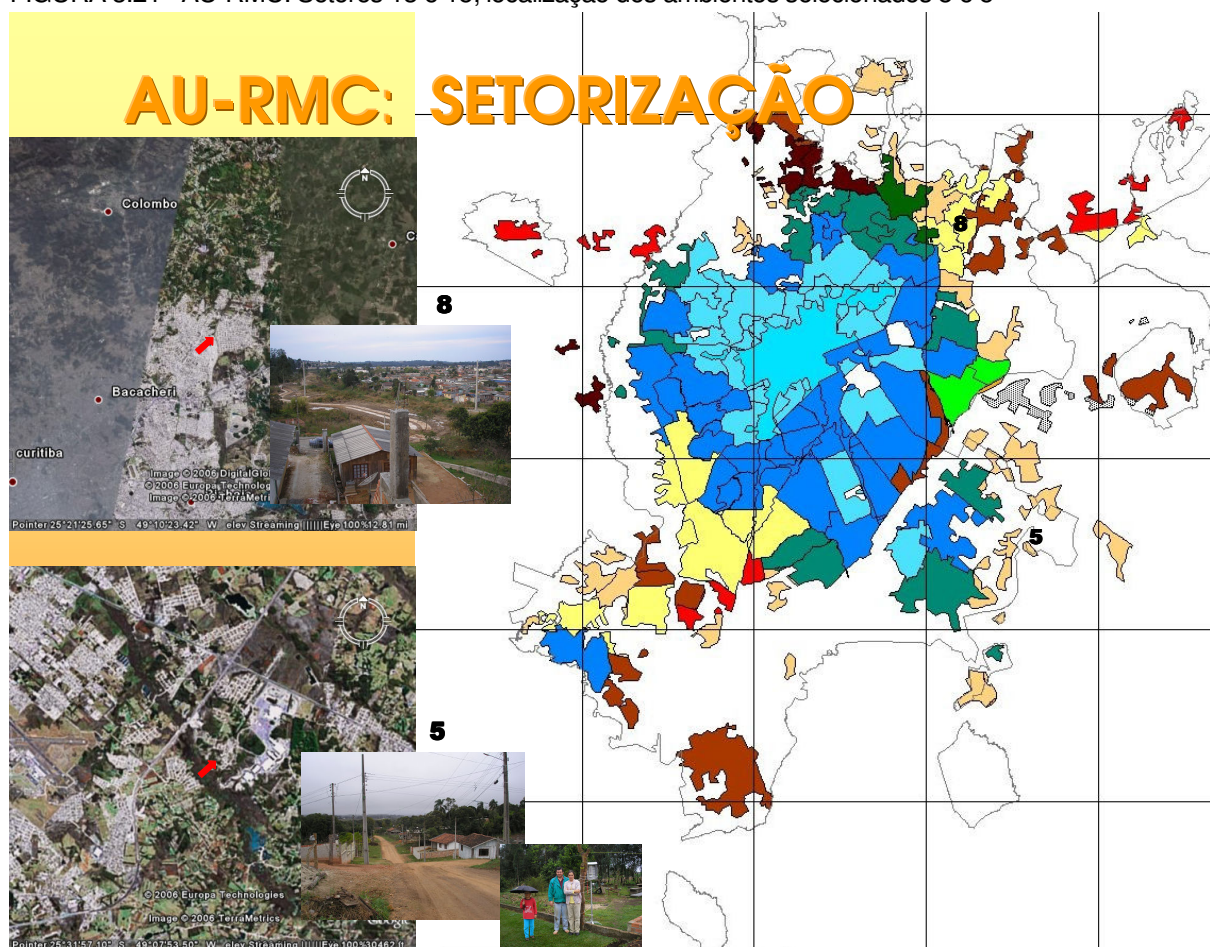 AU-RMC: SETORIZAÇÃO
Colombo
Bacacheri
curitiba
Image © 2006 DigitalGlo
© 2006 Europa Technolog
Image © 2006 TerraMetri
Pointer 25°21'25.65" S 49°10'23.42" W elev Streaming ||||||Eye 100% 12.81 mi
8
8
5
5
© 2006 Europa Technologies
Image © 2006 TerraMetrics
Pointer 25°31'57.10" S 49°07'53.50" W elev Streaming ||||||Eye 100% 30462 ft